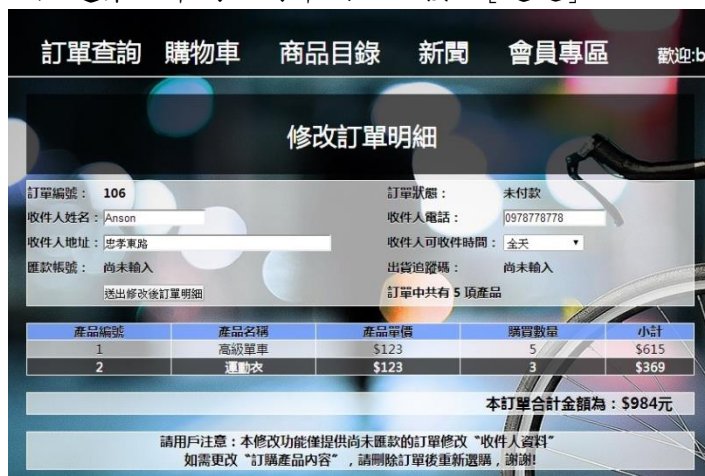 訂單查詢 購物車 商品目錄 新聞 會員專區 歡迎:b
修改訂單明細
訂單編號： 106 訂單狀態： 未付款
收件人姓名： Anson 收件人電話： 0978778778
收件人地址： 忠孝東路 收件人可收件時間： 全天
匯款帳號： 尚未輸入 出貨追蹤碼： 尚未輸入
送出修改後訂單明細 訂單中共有 5 項產品
產品編號 產品名稱 產品單價 購買數量 小計
1 高級單車 $123 5 $615
2 運動衣 $123 3 $369
本訂單合計金額為：$984元
請用戶注意：本修改功能僅提供尚未匯款的訂單修改“收件人資料”
如需更改“訂購產品內容”，請刪除訂單後重新選購，謝謝!